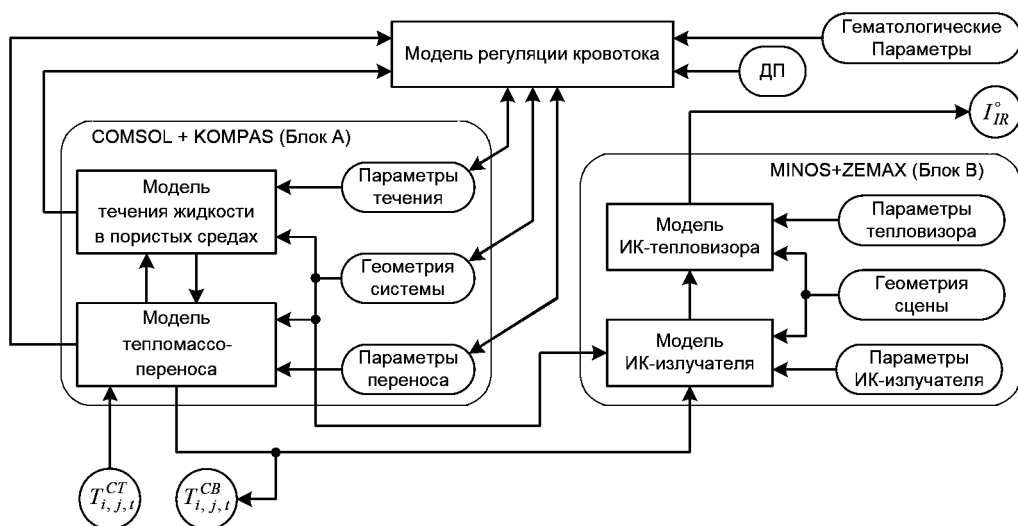 Модель регуляции кровотока
Гематологические
Параметры
ДП
I°IR
COMSOL + KOMPAS (Блок А)
Модель
течения жидкости
в пористых средах
Параметры
течения
Геометрия
системы
Модель
тепломассо-
переноса
Параметры
переноса
MINOS+ZEMAX (Блок В)
Модель
ИК-тепловизора
Параметры
тепловизора
Геометрия
сцены
Модель
ИК-излучателя
Параметры
ИК-излучателя
T^{CT}_{i, j, t}
T^{CB}_{i, j, t}